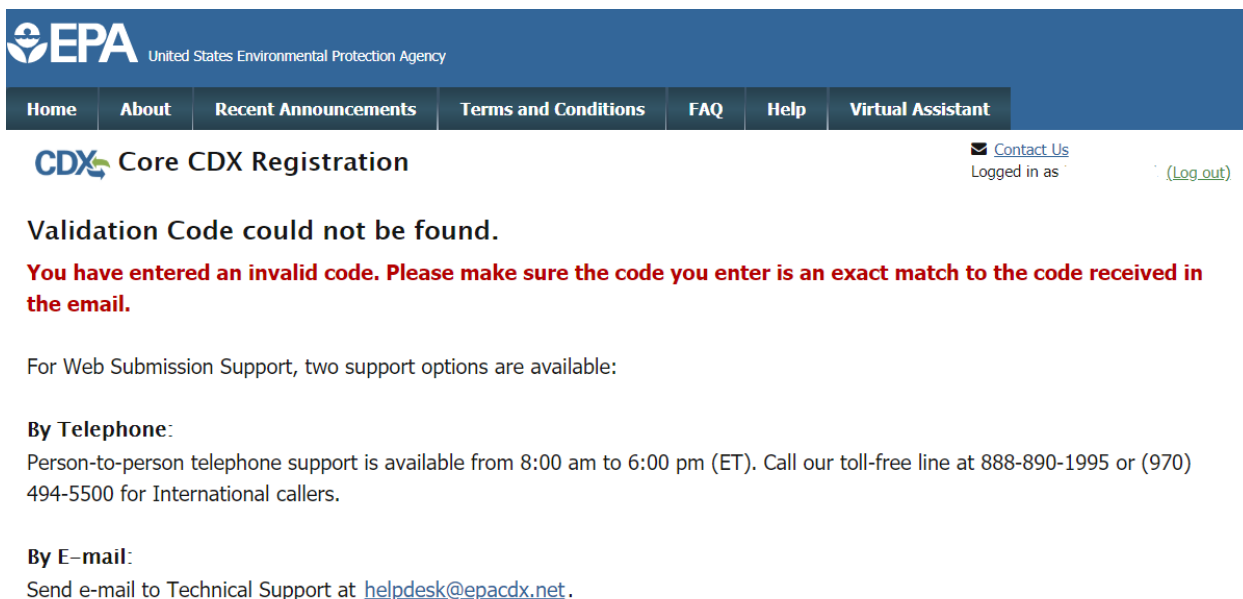 EPA United States Environmental Protection Agency
Home About Recent Announcements Terms and Conditions FAQ Help Virtual Assistant
CDX Core CDX Registration
Contact Us
Logged in as (Log out)
Validation Code could not be found.
You have entered an invalid code. Please make sure the code you enter is an exact match to the code received in
the email.
For Web Submission Support, two support options are available:
By Telephone:
Person-to-person telephone support is available from 8:00 am to 6:00 pm (ET). Call our toll-free line at 888-890-1995 or (970)
494-5500 for International callers.
By E-mail:
Send e-mail to Technical Support at helpdesk@epacdx.net.